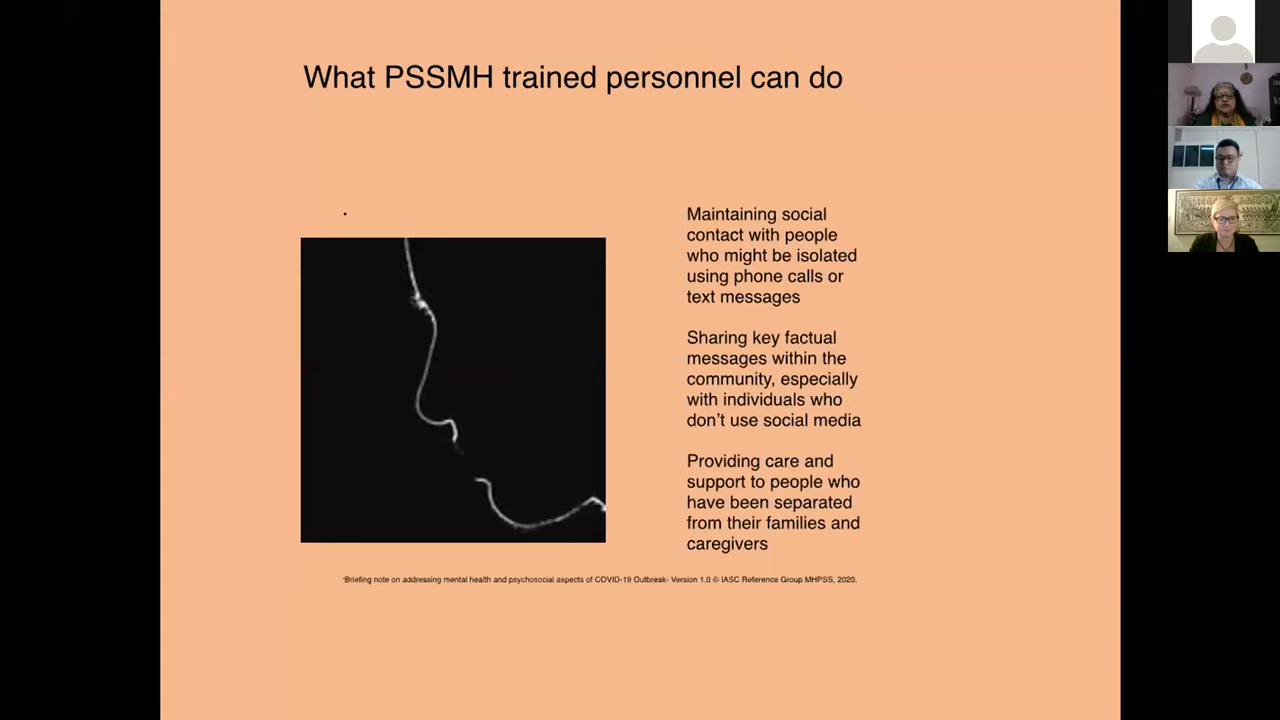 What PSSMH trained personnel can do
.
Maintaining social
contact with people
who might be isolated
using phone calls or
text messages
Sharing key factual
messages within the
community, especially
with individuals who
don’t use social media
Providing care and
support to people who
have been separated
from their families and
caregivers
*Briefing note on addressing mental health and psychosocial aspects of COVID-19 Outbreak- Version 1.0 © IASC Reference Group MHPSS, 2020.